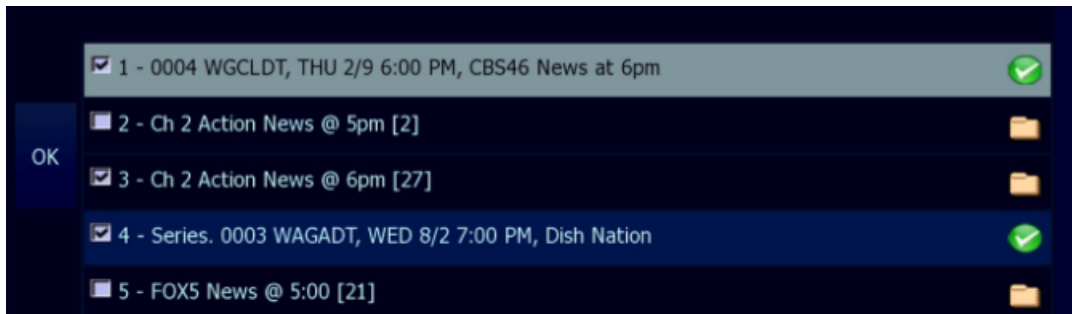 1 - 0004 WGCLDT, THU 2/9 6:00 PM, CBS46 News at 6pm
2 - Ch 2 Action News @ 5pm [2]
OK
3 - Ch 2 Action News @ 6pm [27]
4 - Series. 0003 WAGADT, WED 8/2 7:00 PM, Dish Nation
5 - FOX5 News @ 5:00 [21]